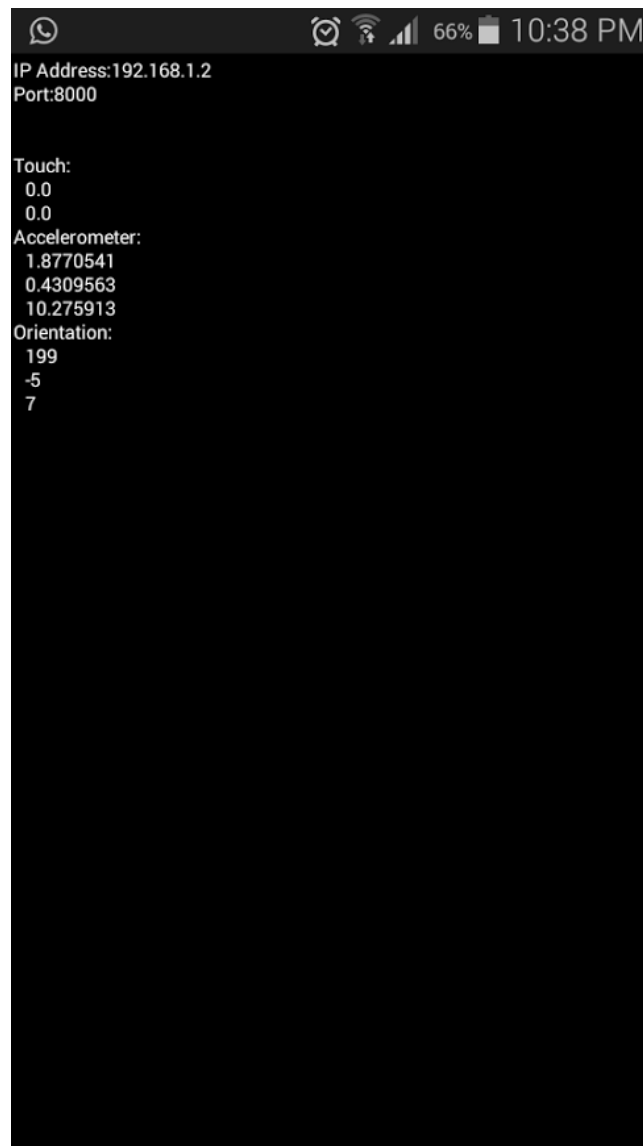 66% 10:38 PM
IP Address:192.168.1.2
Port:8000
Touch:
0.0
0.0
Accelerometer:
1.8770541
0.4309563
10.275913
Orientation:
199
-5
7